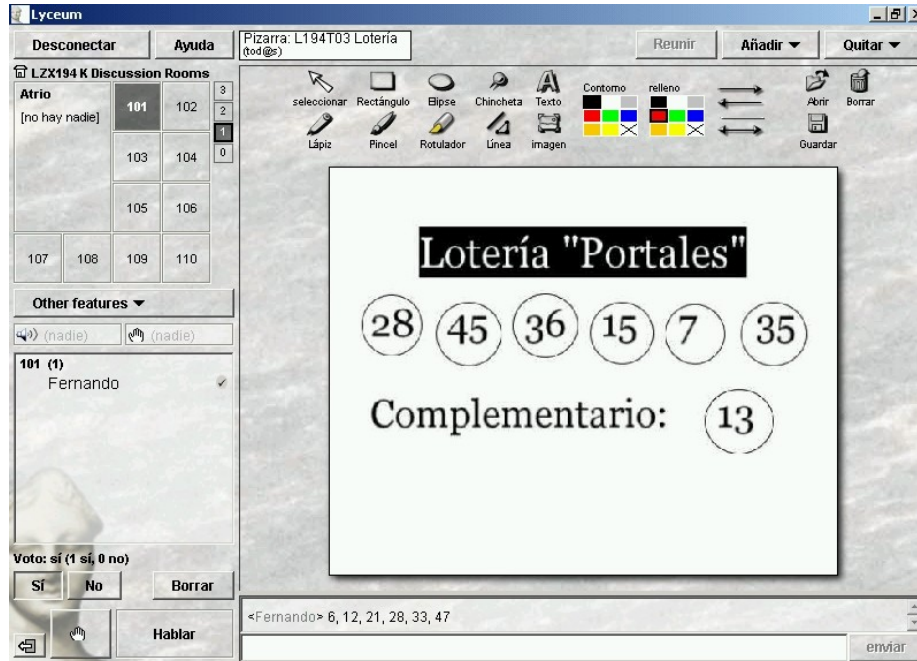 Lyceum
Desconectar Ayuda
Pizarra: L194T03 Lotería
(tod@s)
Reunir Añadir Quitar
LZX194 K Discussion Rooms
Atrio
[no hay nadie]
101 102
103 104
105 106
107 108 109 110
3
2
1
0
seleccionar Rectángulo Elipse Chincheta Texto
Lápiz Pincel Rotulador Línea imagen
Contorno relleno
Abrir Borrar
Guardar
Other features
(nadie) (nadie)
101 (1)
Fernando
Voto: sí (1 sí, 0 no)
Sí No Borrar
Hablar
Lotería "Portales"
28 45 36 15 7 35
Complementario: 13
<Fernando> 6, 12, 21, 28, 33, 47
enviar